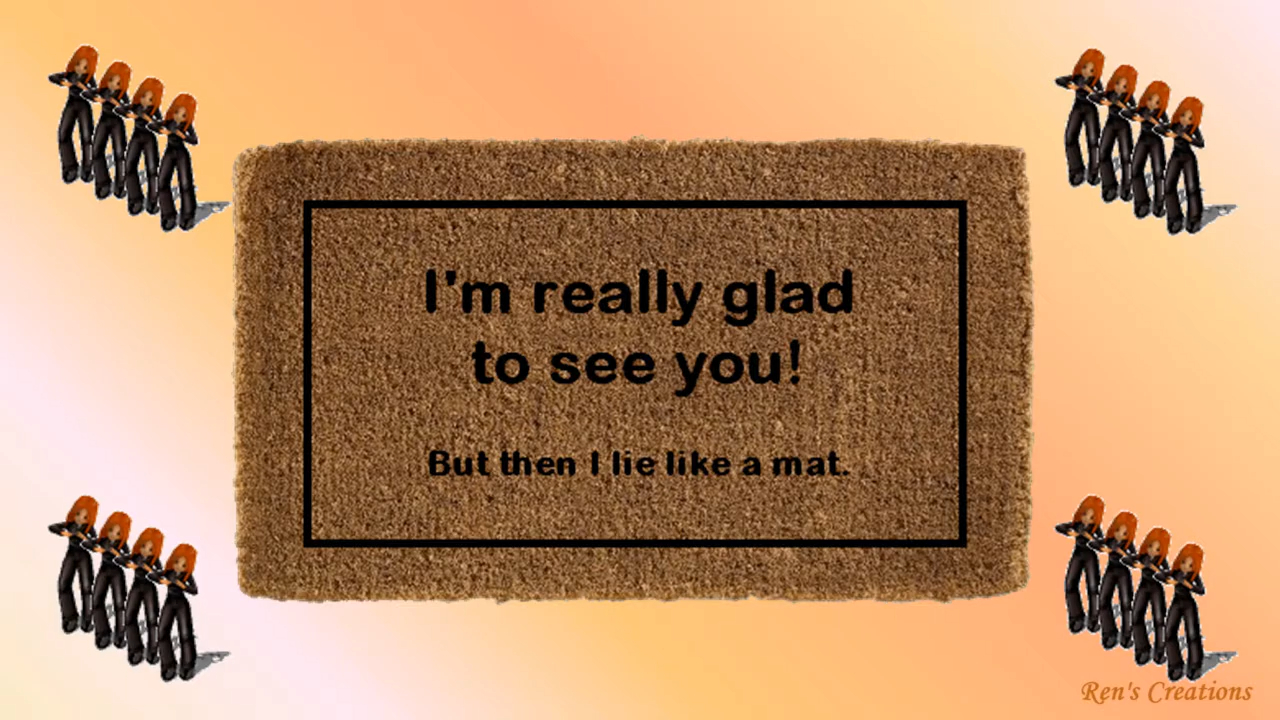 I'm really glad
to see you!
But then I lie like a mat.
Ren's Creations